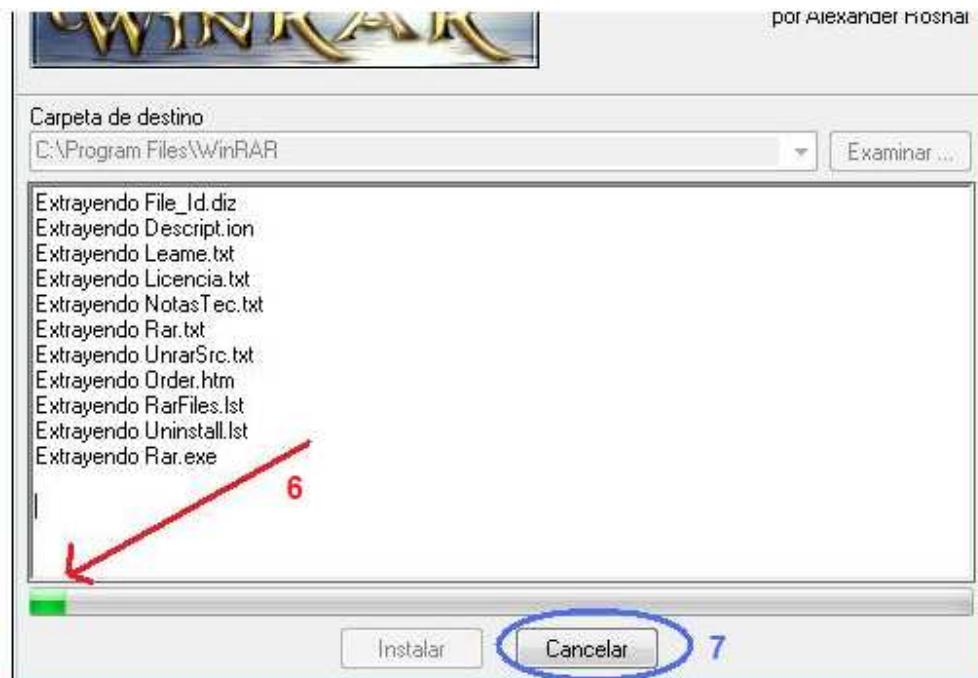 WINRAR
por Alexander Roshal
Carpeta de destino
C:\Program Files\WinRAR
Examinar ...
Extrayendo File_Id.diz
Extrayendo Descript.ion
Extrayendo Leame.txt
Extrayendo Licencia.txt
Extrayendo NotasTec.txt
Extrayendo Rar.txt
Extrayendo UnrarSrc.txt
Extrayendo Order.htm
Extrayendo RarFiles.lst
Extrayendo Uninstall.lst
Extrayendo Rar.exe
6
Instalar
Cancelar
7